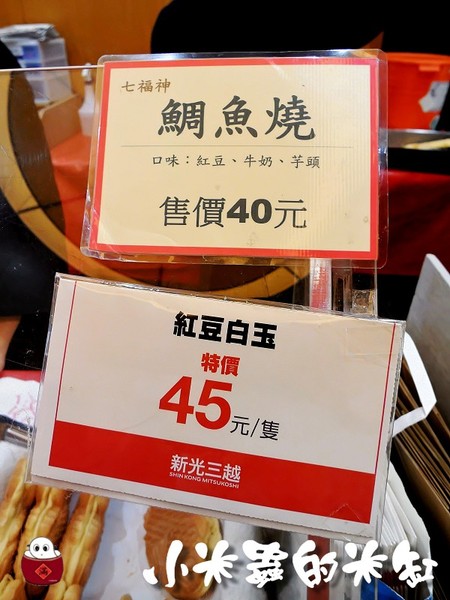 七福神
鯛魚燒
口味：紅豆、牛奶、芋頭
售價40元
紅豆白玉
特價
45元/隻
新光三越
SHIN KONG MITSUKOSHI
小米蟲的米缸